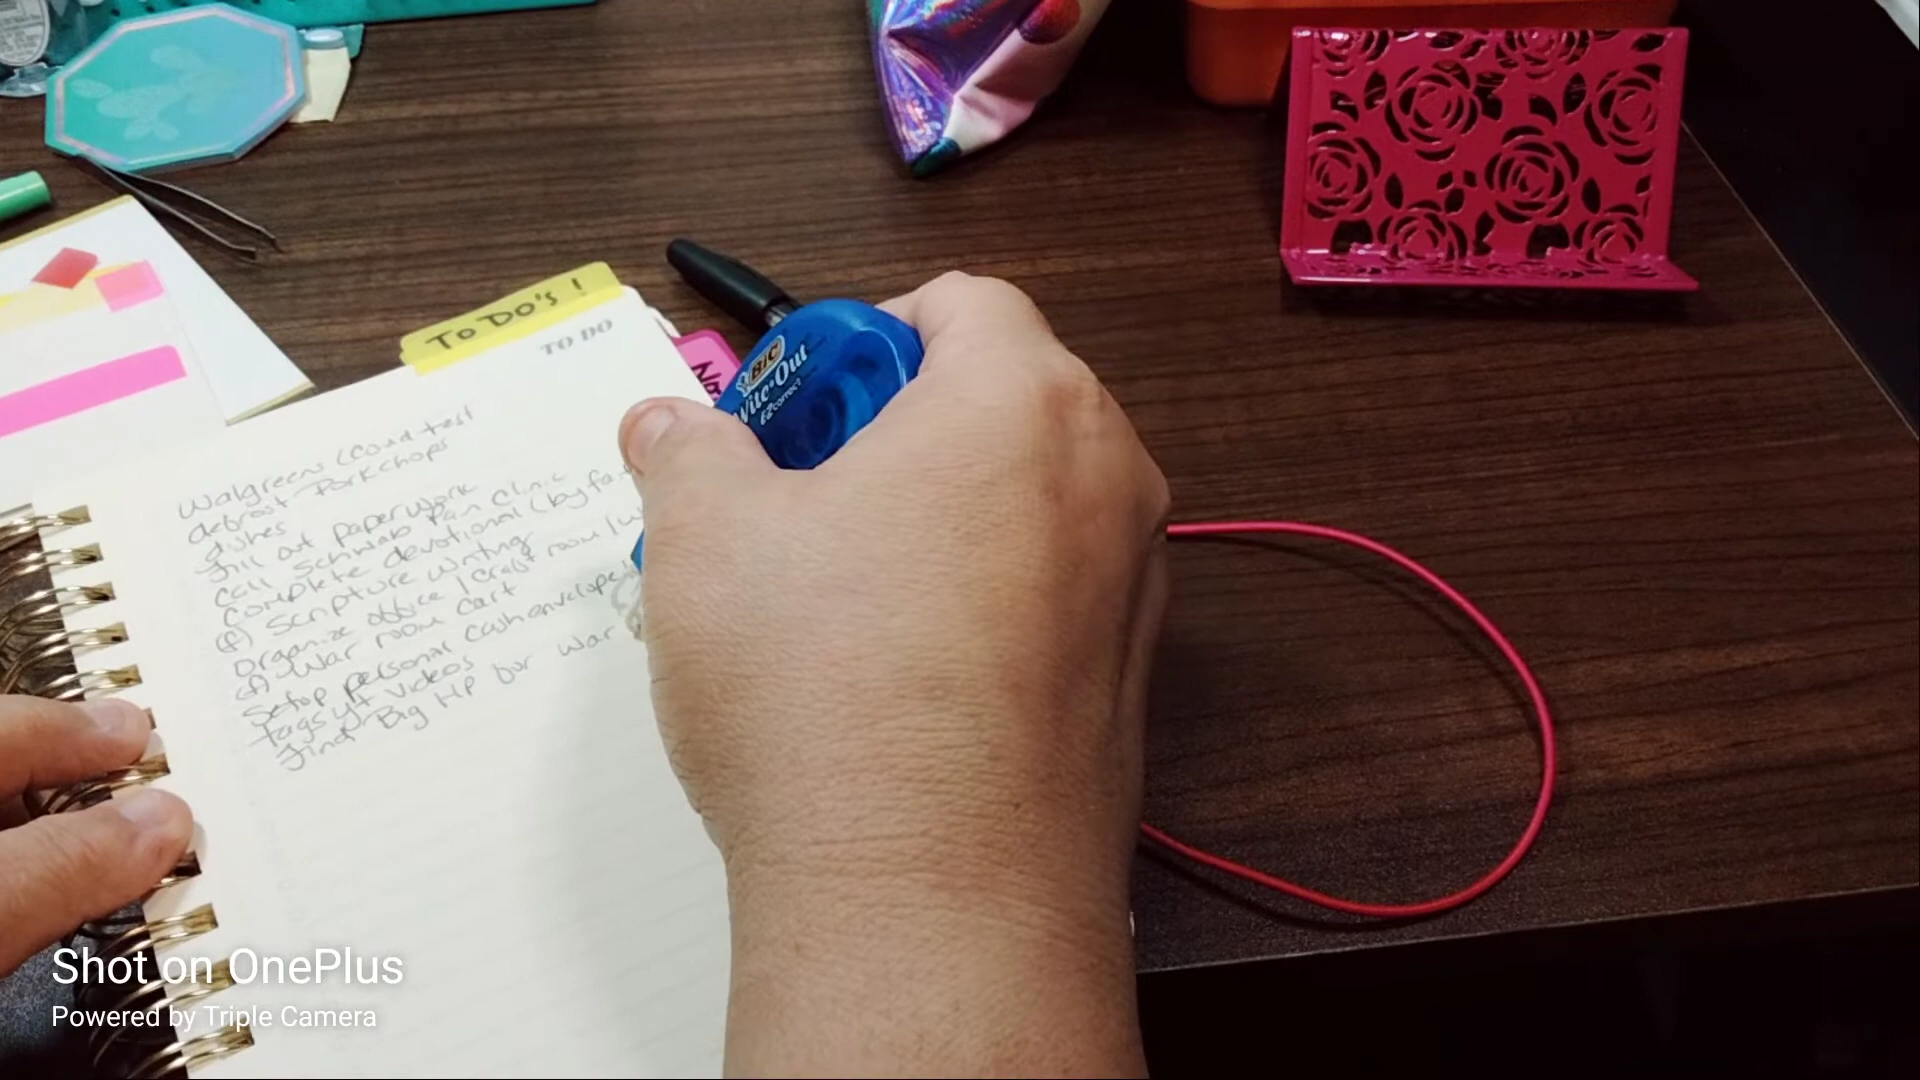 To Do's!
TO DO
BIC
Wite-Out
EZcorrect
Walgreens (Covid test
defrost Porkchops
dishes
fill out paperwork
call Schwab Pain Clinic
Complete devotional (by fa
(f) Scripture writing
organize office / craft room / w
(f) War room cart
Setup personal cash envelope
tags yt videos
find Big HP for war
Shot on OnePlus
Powered by Triple Camera